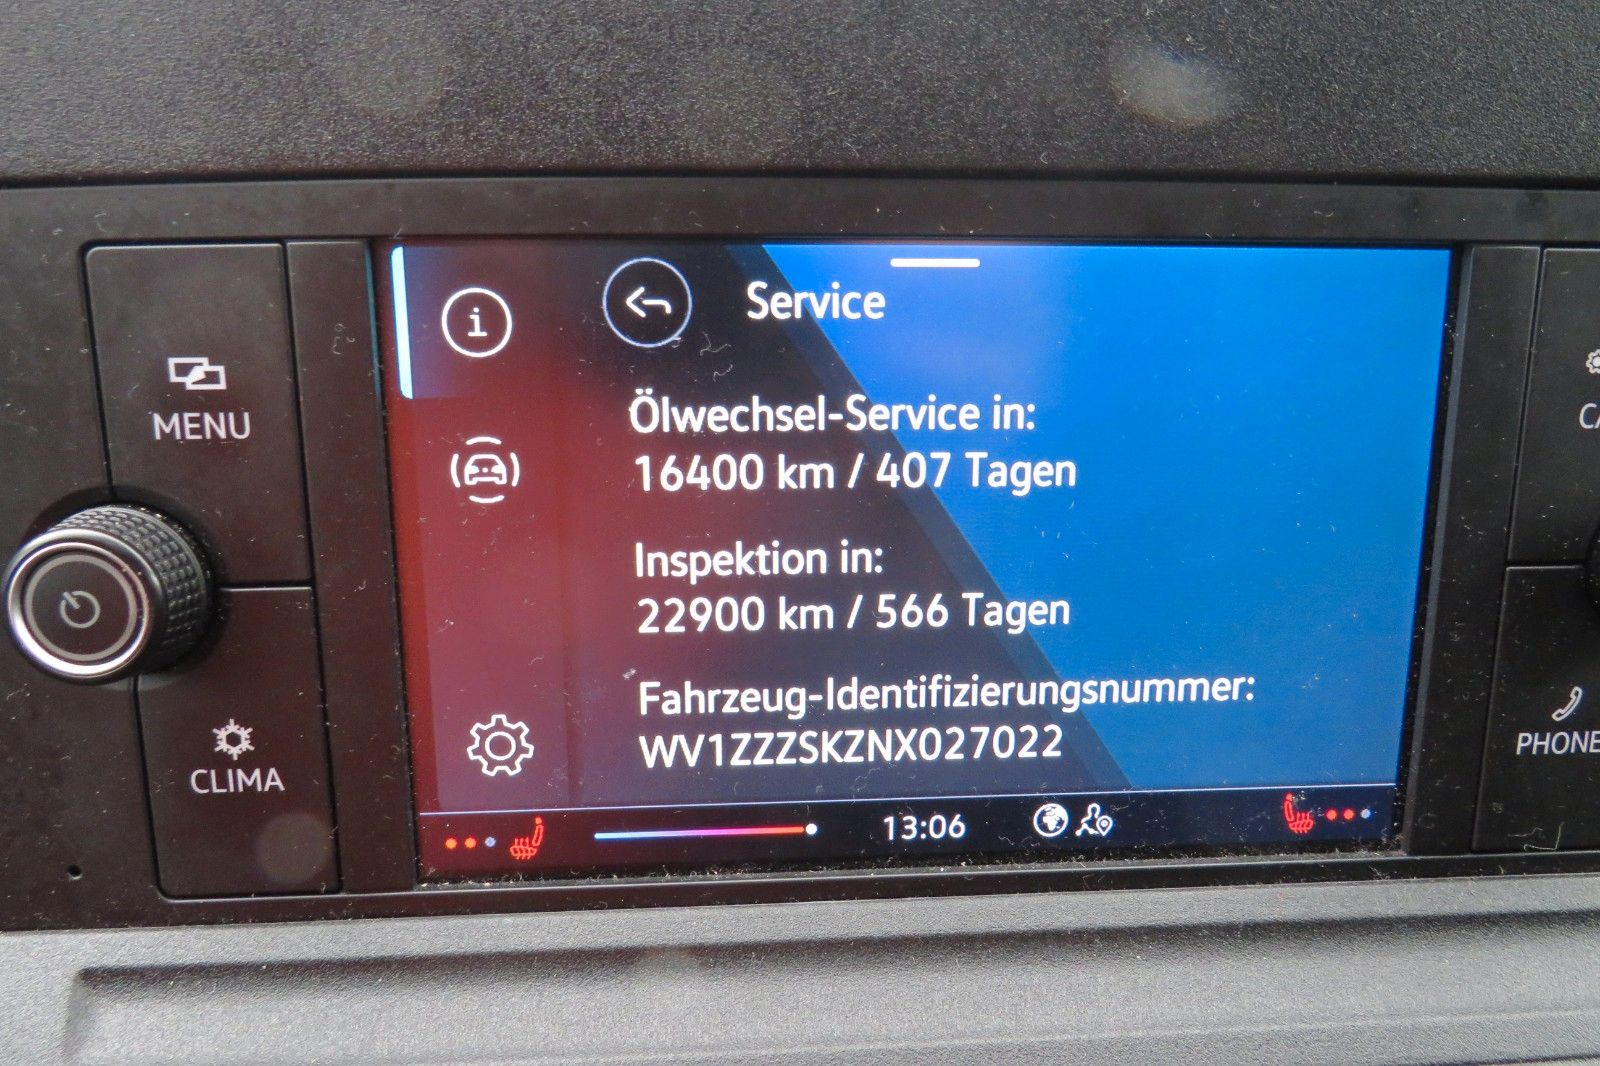 MENU
CLIMA
Service
Ölwechsel-Service in:
16400 km / 407 Tagen
Inspektion in:
22900 km / 566 Tagen
Fahrzeug-Identifizierungsnummer:
WV1ZZZSKZNX027022
13:06
CA
PHONE